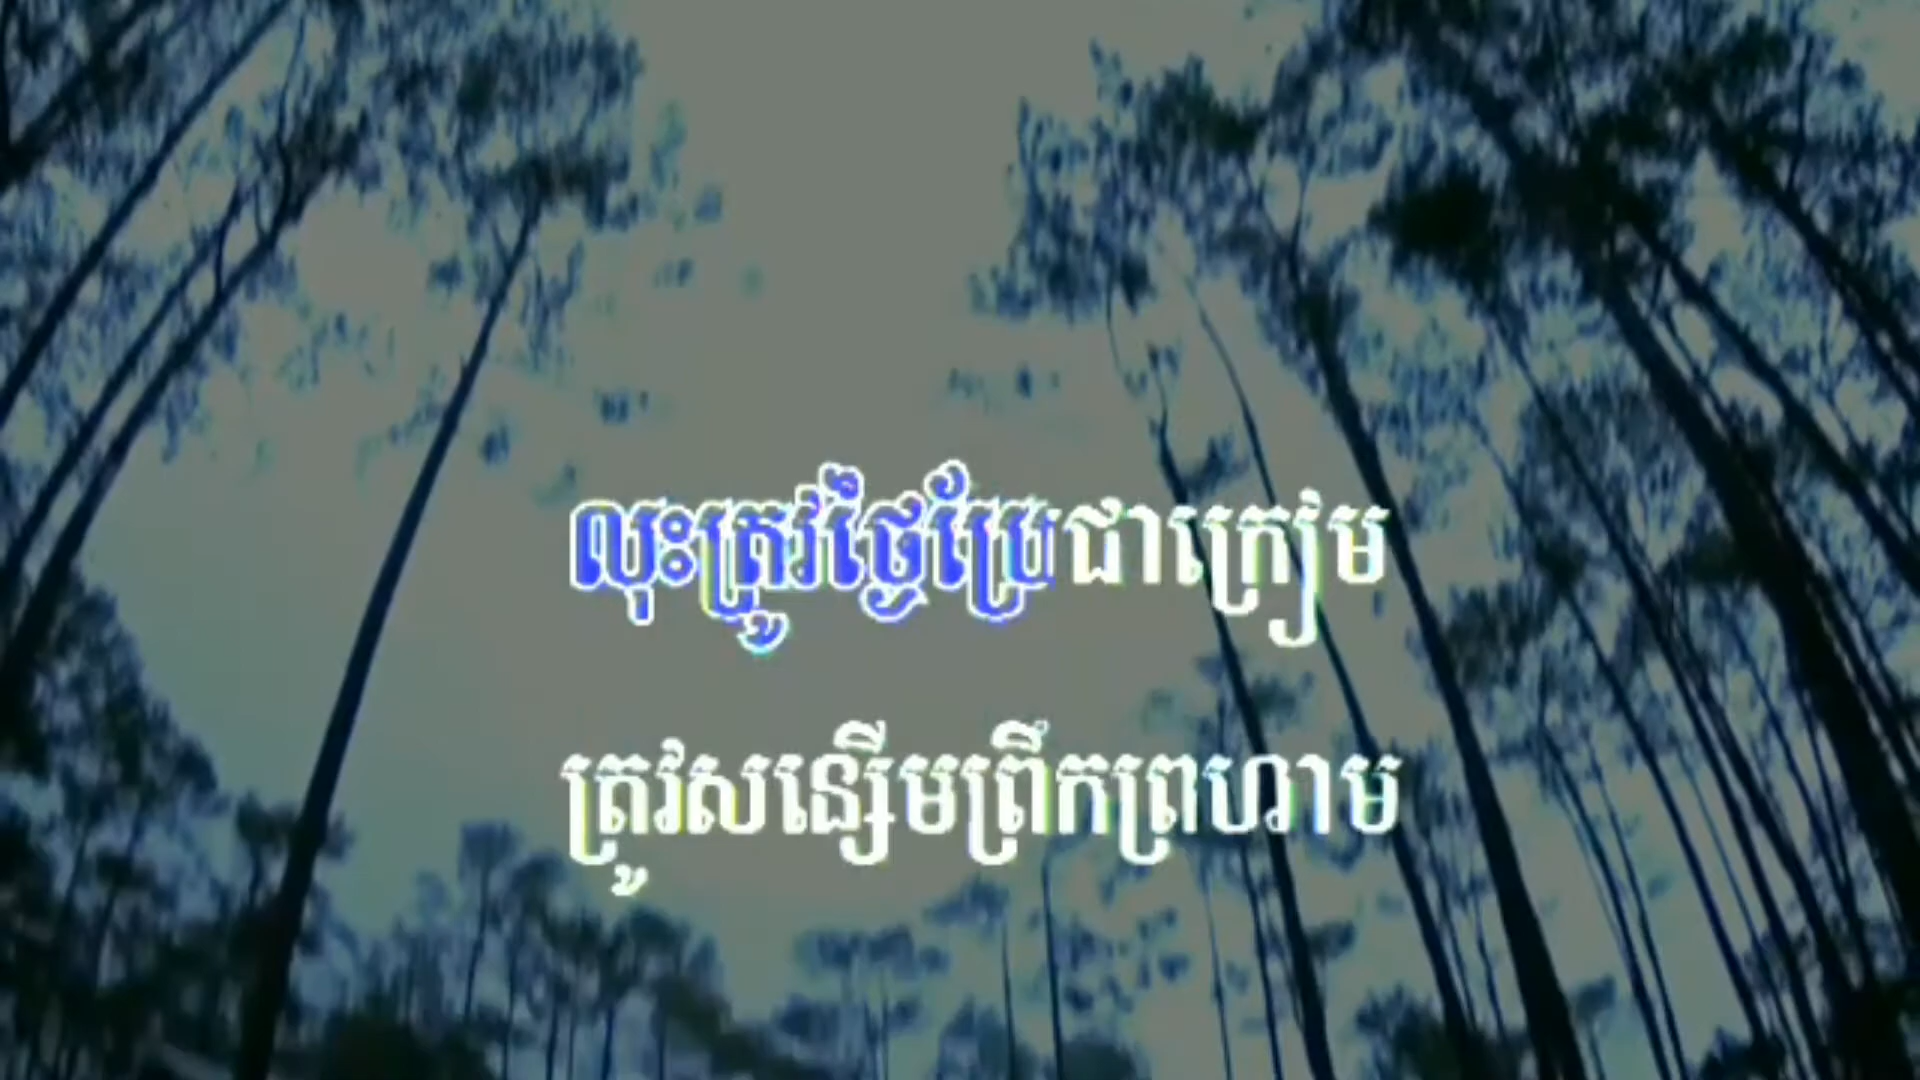 លុះត្រូវថ្ងៃប្រែជាក្រៀម
ត្រូវសន្សើមព្រឹកព្រហាម